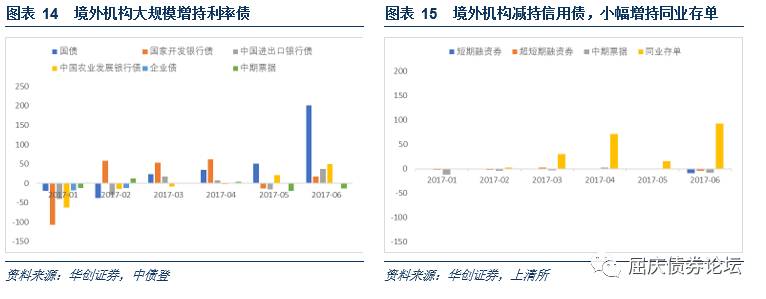 图表 14 境外机构大规模增持利率债
国债 国家开发银行债 中国进出口银行债
中国农业发展银行债 企业债 中期票据
250
200
150
100
50
0
-50
-100
-150
2017-01 2017-02 2017-03 2017-04 2017-05 2017-06
资料来源：华创证券，中债登
图表 15 境外机构减持信用债，小幅增持同业存单
短期融资券 超短期融资券 中期票据 同业存单
200
150
100
50
0
-50
-100
-150
2017-01 2017-02 2017-03 2017-04 2017-05 2017-06
资料来源：华创证券，上清所
屈庆债券论坛